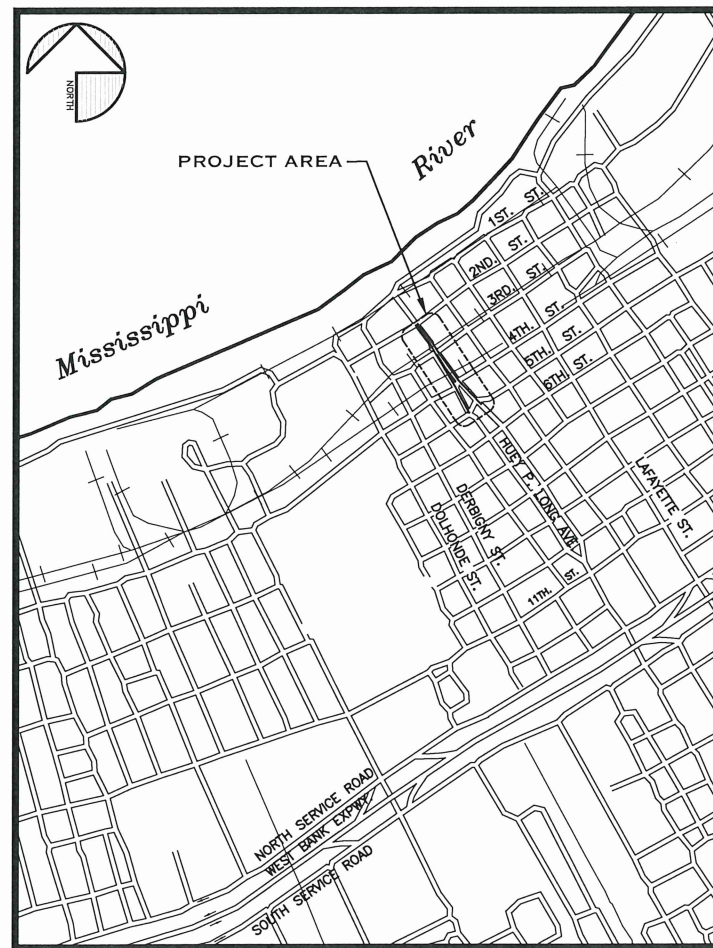 NORTH
PROJECT AREA
River
Mississippi
1ST. ST.
2ND. ST.
3RD. ST.
4TH. ST.
5TH. ST.
6TH. ST.
HUEY P. LONG AVE.
LAFAYETTE ST.
DERBIGNY ST.
DOLHONDE ST.
11TH. ST.
NORTH SERVICE ROAD
WEST BANK EXPWY.
SOUTH SERVICE ROAD